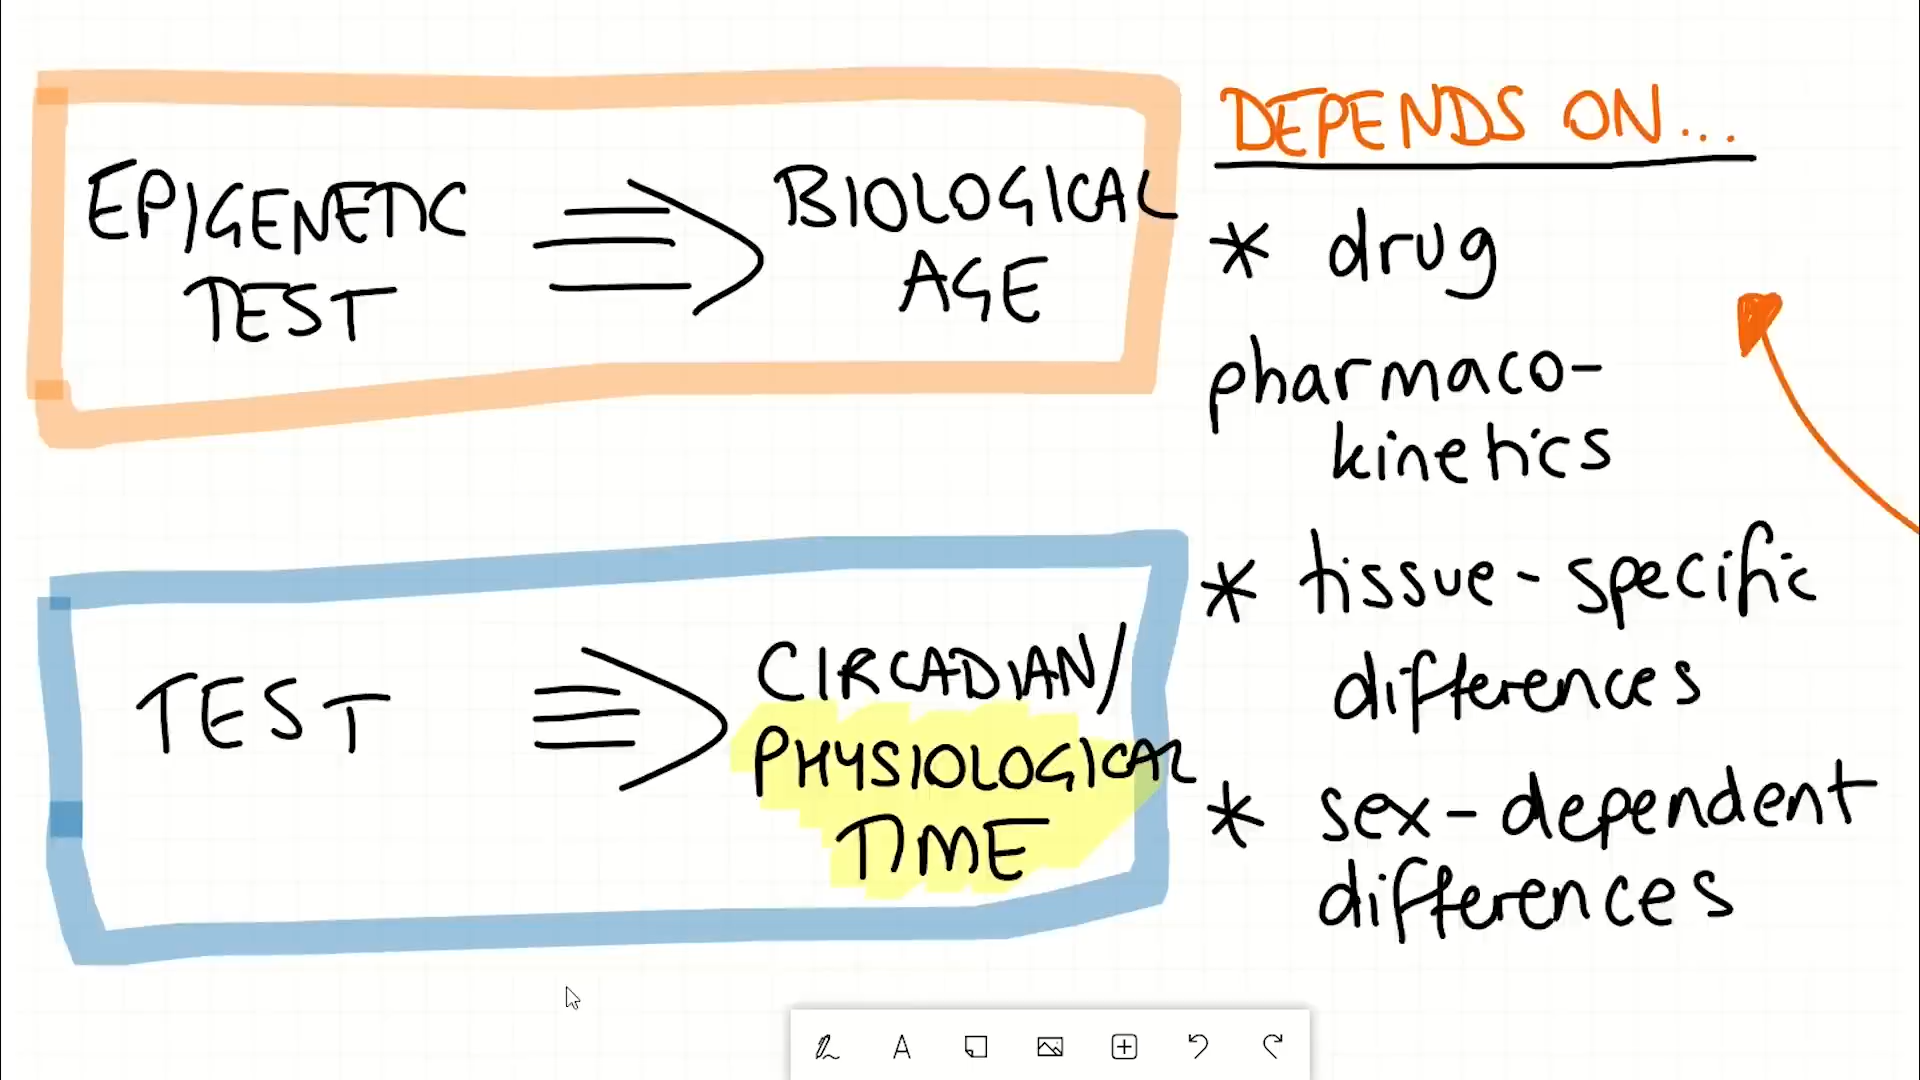 EPIGENETIC
TEST
BIOLOGICAL
AGE
TEST
CIRCADIAN/
PHYSIOLOGICAL
TIME
DEPENDS ON...
* drug
pharmaco-
kinetics
* tissue-specific
differences
* sex-dependent
differences